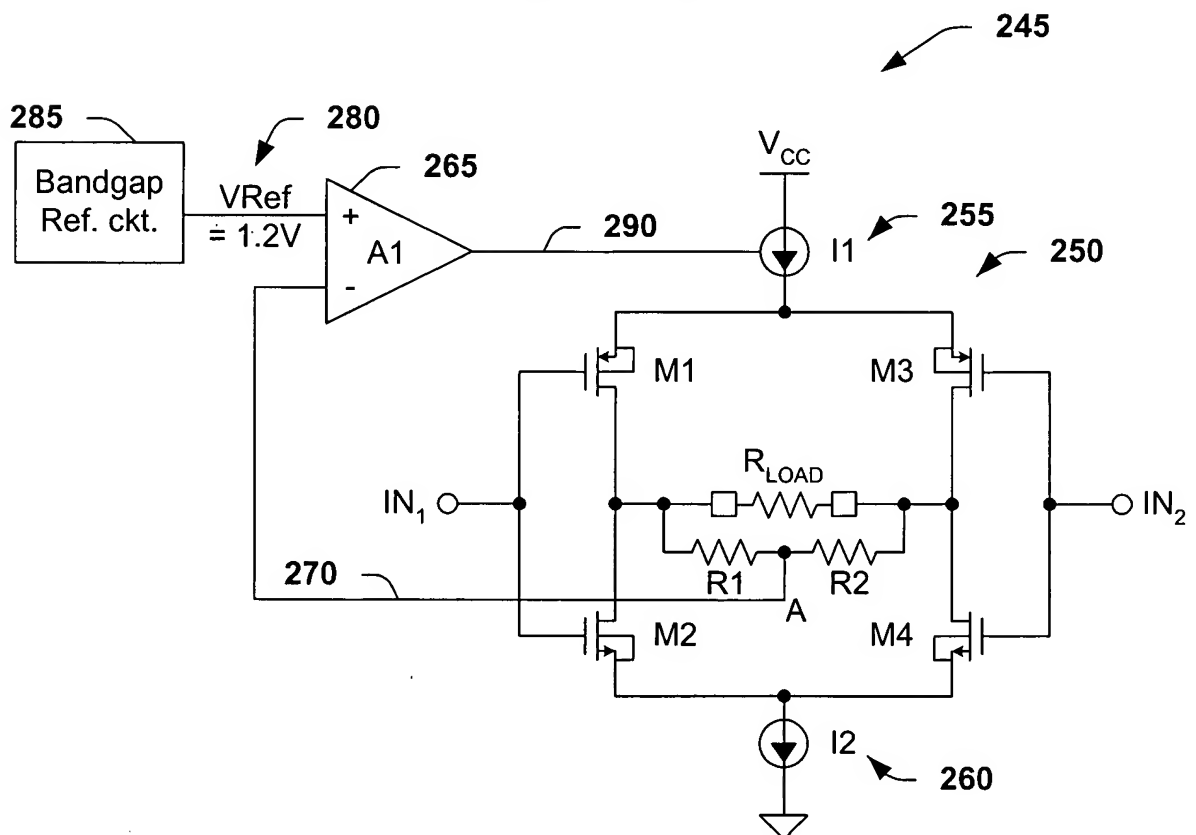 245
285
280
Bandgap
Ref. ckt.
VRef
= 1.2V
265
+
A1
-
290
V_CC
I1
255
250
M1
M3
R_LOAD
IN_1
IN_2
R1
R2
270
A
M2
M4
I2
260